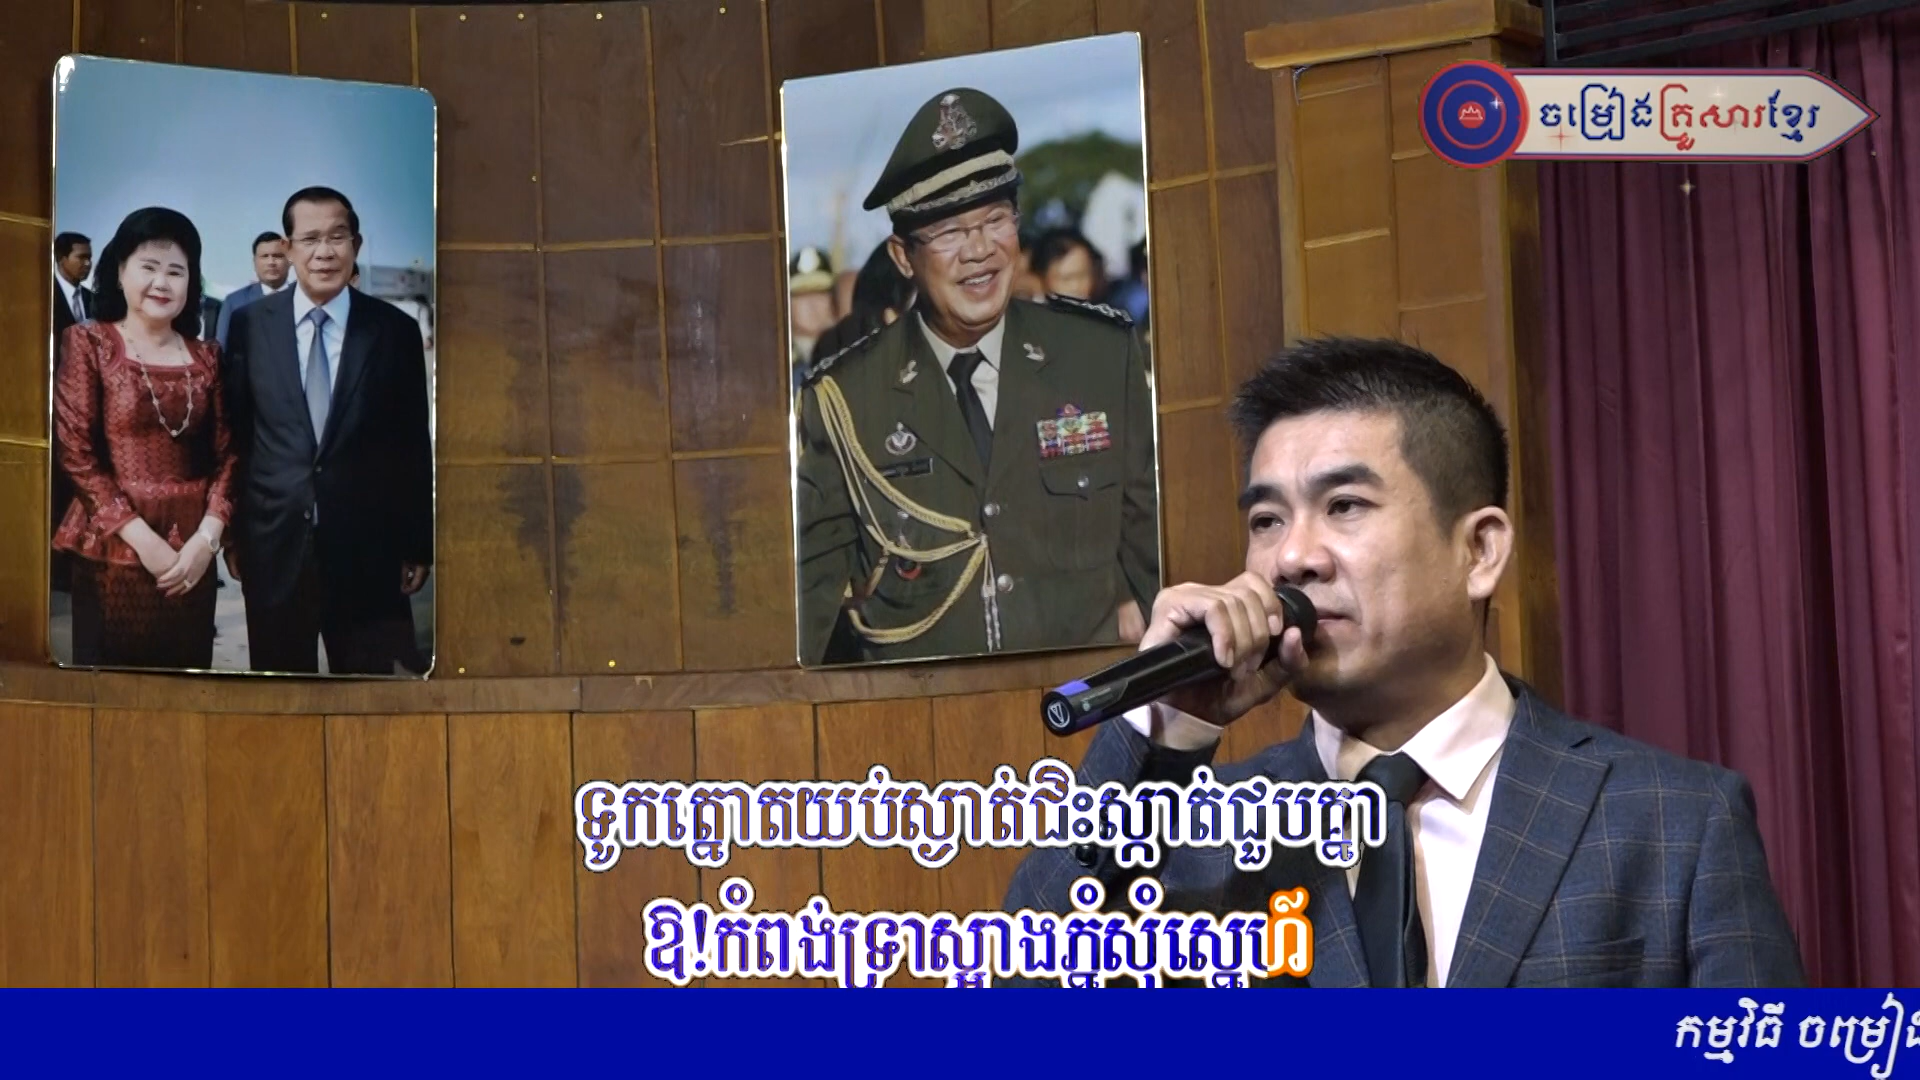 ចម្រៀងគ្រួសារខ្មែរ
ទូកត្នោតយប់ស្ងាត់ជិះស្កាត់ជួបគ្នា
ឱ!កំពង់ទ្រាស្អាងភ្នំសុំស្នេហ៍
កម្មវិធី ចម្រៀង